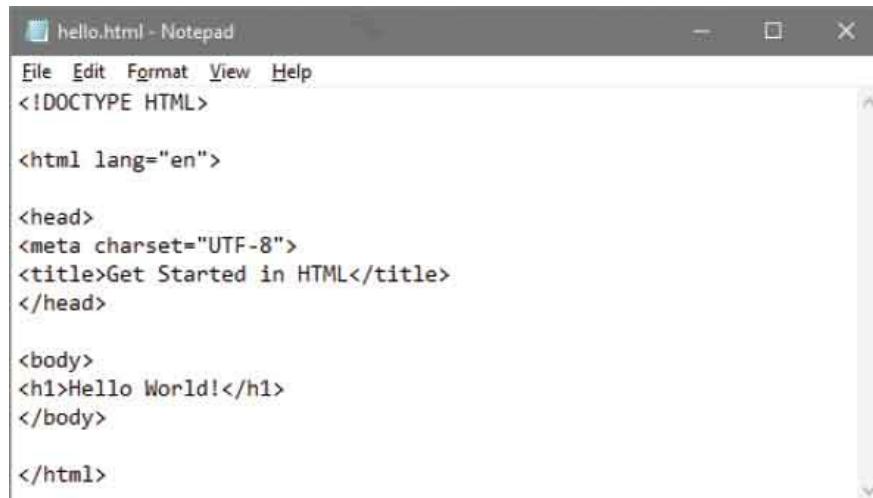 hello.html - Notepad
File Edit Format View Help
<!DOCTYPE HTML>
<html lang="en">
<head>
<meta charset="UTF-8">
<title>Get Started in HTML</title>
</head>
<body>
<h1>Hello World!</h1>
</body>
</html>